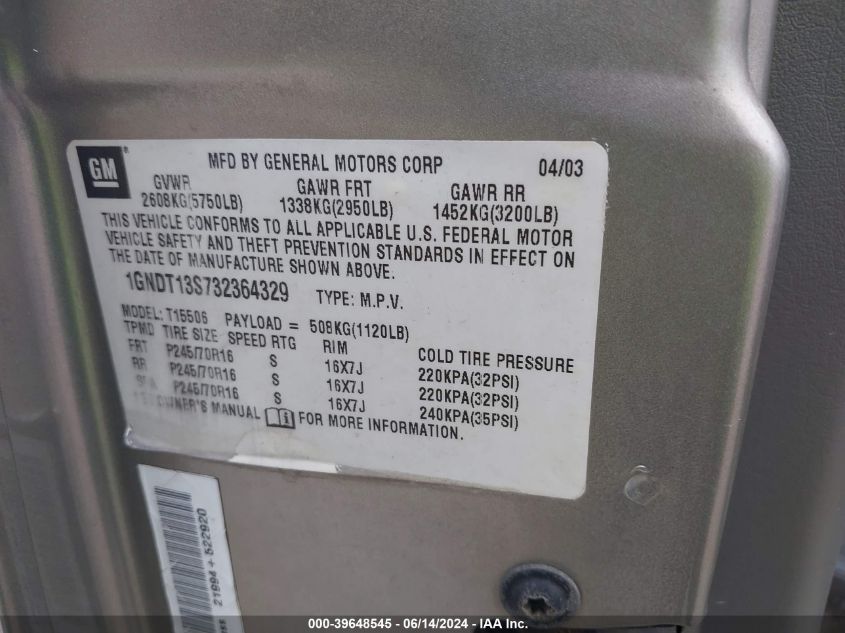 GM
MFD BY GENERAL MOTORS CORP 04/03
GVWR GAWR FRT GAWR RR
2608KG(5750LB) 1338KG(2950LB) 1452KG(3200LB)
THIS VEHICLE CONFORMS TO ALL APPLICABLE U.S. FEDERAL MOTOR
VEHICLE SAFETY AND THEFT PREVENTION STANDARDS IN EFFECT ON
THE DATE OF MANUFACTURE SHOWN ABOVE.
1GNDT13S732364329 TYPE: M.P.V.
MODEL: T15506 PAYLOAD = 508KG(1120LB)
TPMD TIRE SIZE SPEED RTG RIM COLD TIRE PRESSURE
FRT P245/70R16 S 16X7J 220KPA(32PSI)
RR P245/70R16 S 16X7J 220KPA(32PSI)
P245/70R16 S 16X7J 240KPA(35PSI)
OWNER'S MANUAL FOR MORE INFORMATION.
21994 + 522920
000-39648545 - 06/14/2024 - IAA Inc.